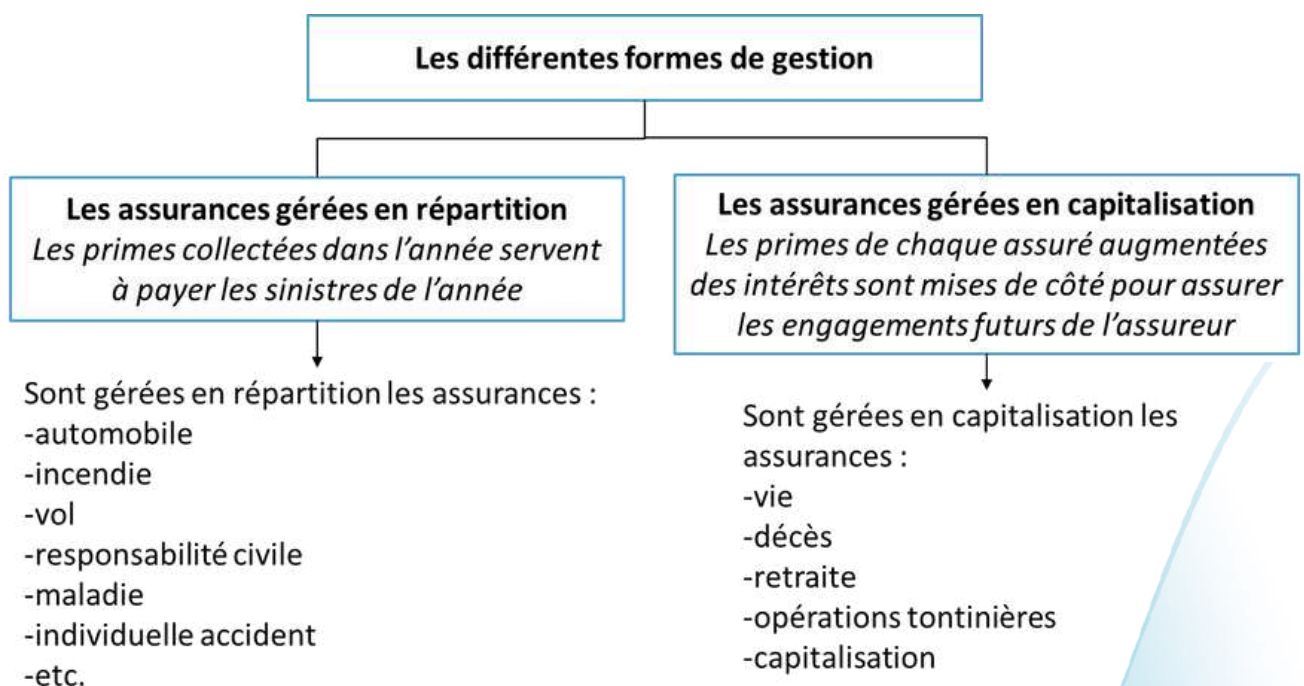 Les différentes formes de gestion
Les assurances gérées en répartition
Les primes collectées dans l’année servent
à payer les sinistres de l’année
Sont gérées en répartition les assurances :
-automobile
-incendie
-vol
-responsabilité civile
-maladie
-individuelle accident
-etc.
Les assurances gérées en capitalisation
Les primes de chaque assuré augmentées
des intérêts sont mises de côté pour assurer
les engagements futurs de l’assureur
Sont gérées en capitalisation les
assurances :
-vie
-décès
-retraite
-opérations tontinières
-capitalisation